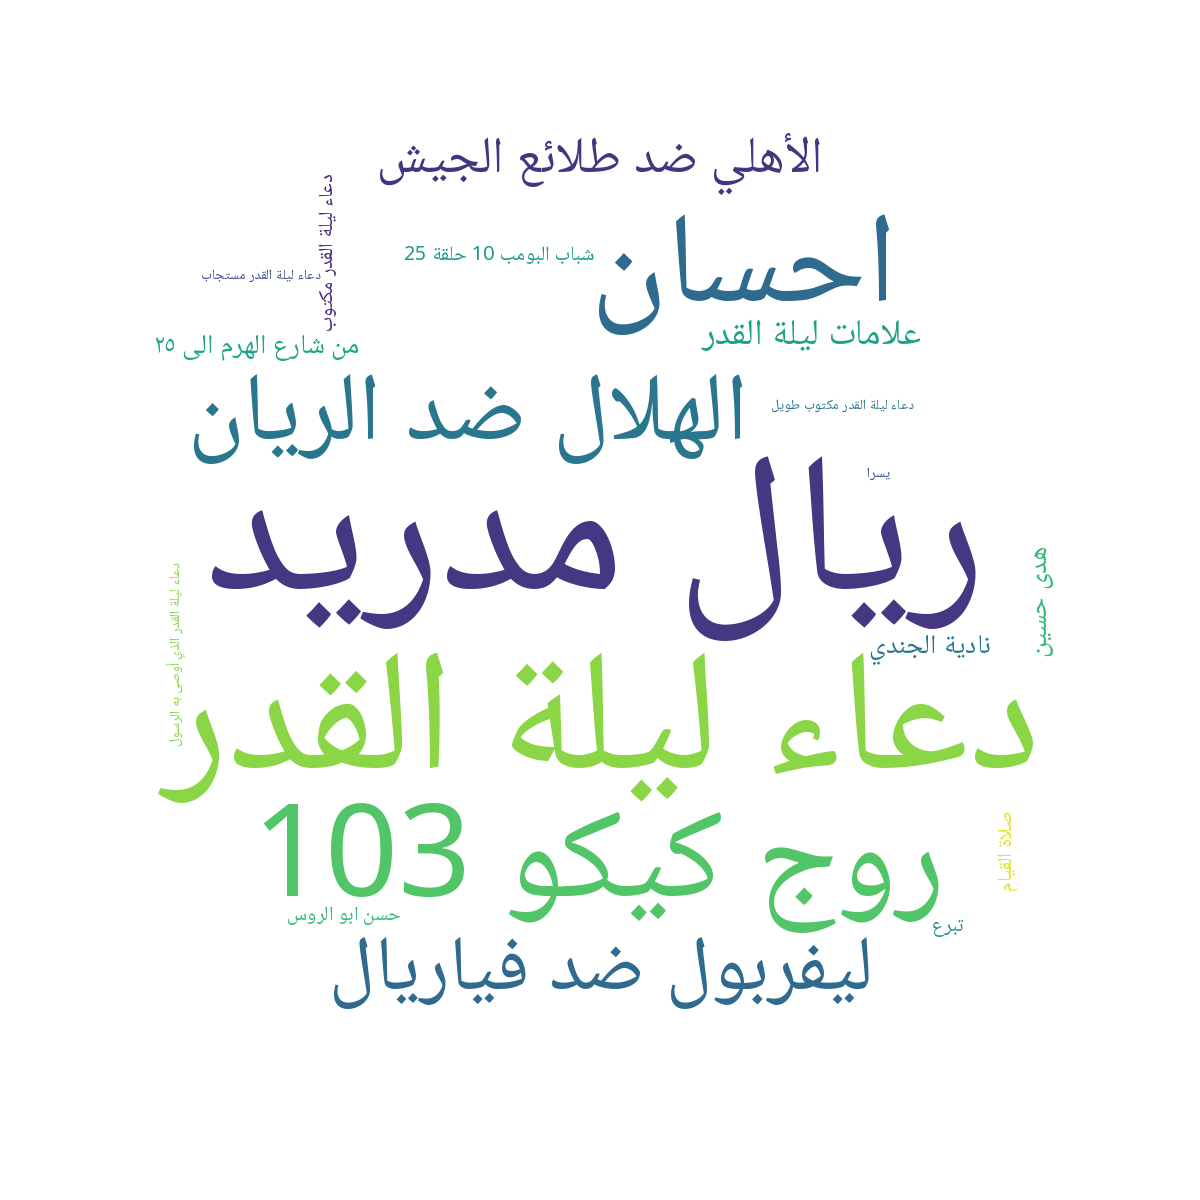 الأهلي ضد طلائع الجيش
دعاء ليلة القدر مكتوب
احسان
شباب البومب 10 حلقة 25
دعاء ليلة القدر مستجاب
علامات ليلة القدر
من شارع الهرم الى ٢٥
الهلال ضد الريان
دعاء ليلة القدر مكتوب طويل
ريال مدريد
يسرا
هدى حسين
دعاء ليلة القدر الذي أوصى به الرسول
نادية الجندي
دعاء ليلة القدر
روج كيكو 103
صلاة القيام
حسن ابو الروس
تبرع
ليفربول ضد فياريال